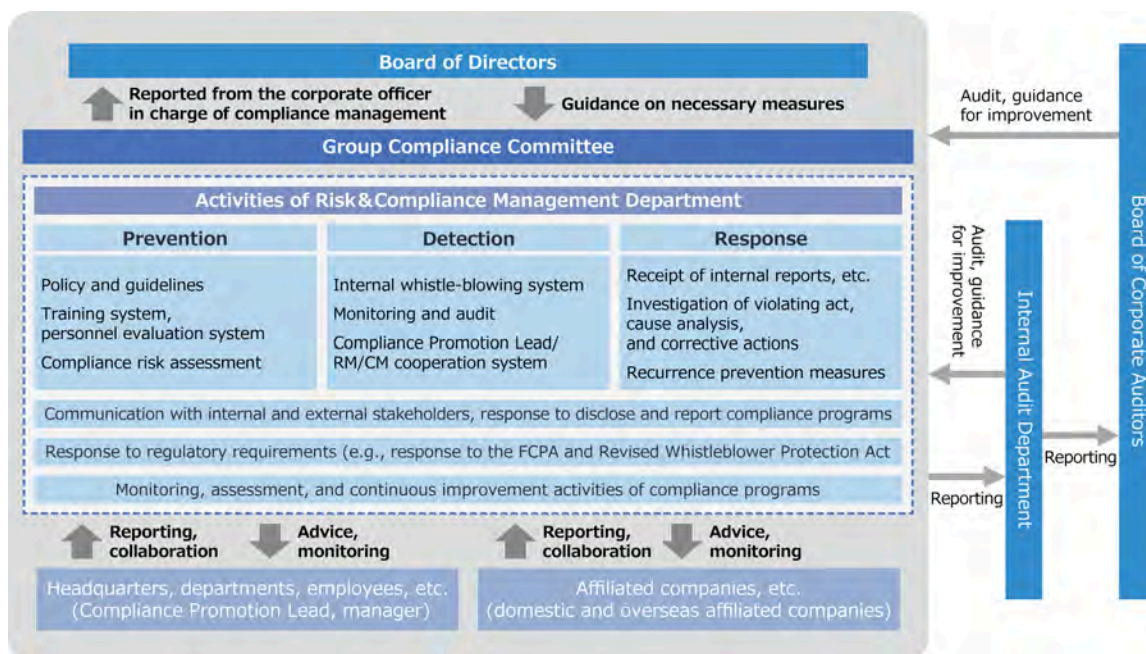 Board of Directors
Reported from the corporate officer
in charge of compliance management
Guidance on necessary measures
Group Compliance Committee
Activities of Risk&Compliance Management Department
Prevention
Policy and guidelines
Training system,
personnel evaluation system
Compliance risk assessment
Detection
Internal whistle-blowing system
Monitoring and audit
Compliance Promotion Lead/
RM/CM cooperation system
Response
Receipt of internal reports, etc.
Investigation of violating act,
cause analysis,
and corrective actions
Recurrence prevention measures
Communication with internal and external stakeholders, response to disclose and report compliance programs
Response to regulatory requirements (e.g., response to the FCPA and Revised Whistleblower Protection Act
Monitoring, assessment, and continuous improvement activities of compliance programs
Reporting,
collaboration
Advice,
monitoring
Reporting,
collaboration
Advice,
monitoring
Headquarters, departments, employees, etc.
(Compliance Promotion Lead, manager)
Affiliated companies, etc.
(domestic and overseas affiliated companies)
Audit, guidance
for improvement
Audit, guidance
for improvement
Reporting
Internal Audit Department
Reporting
Board of Corporate Auditors